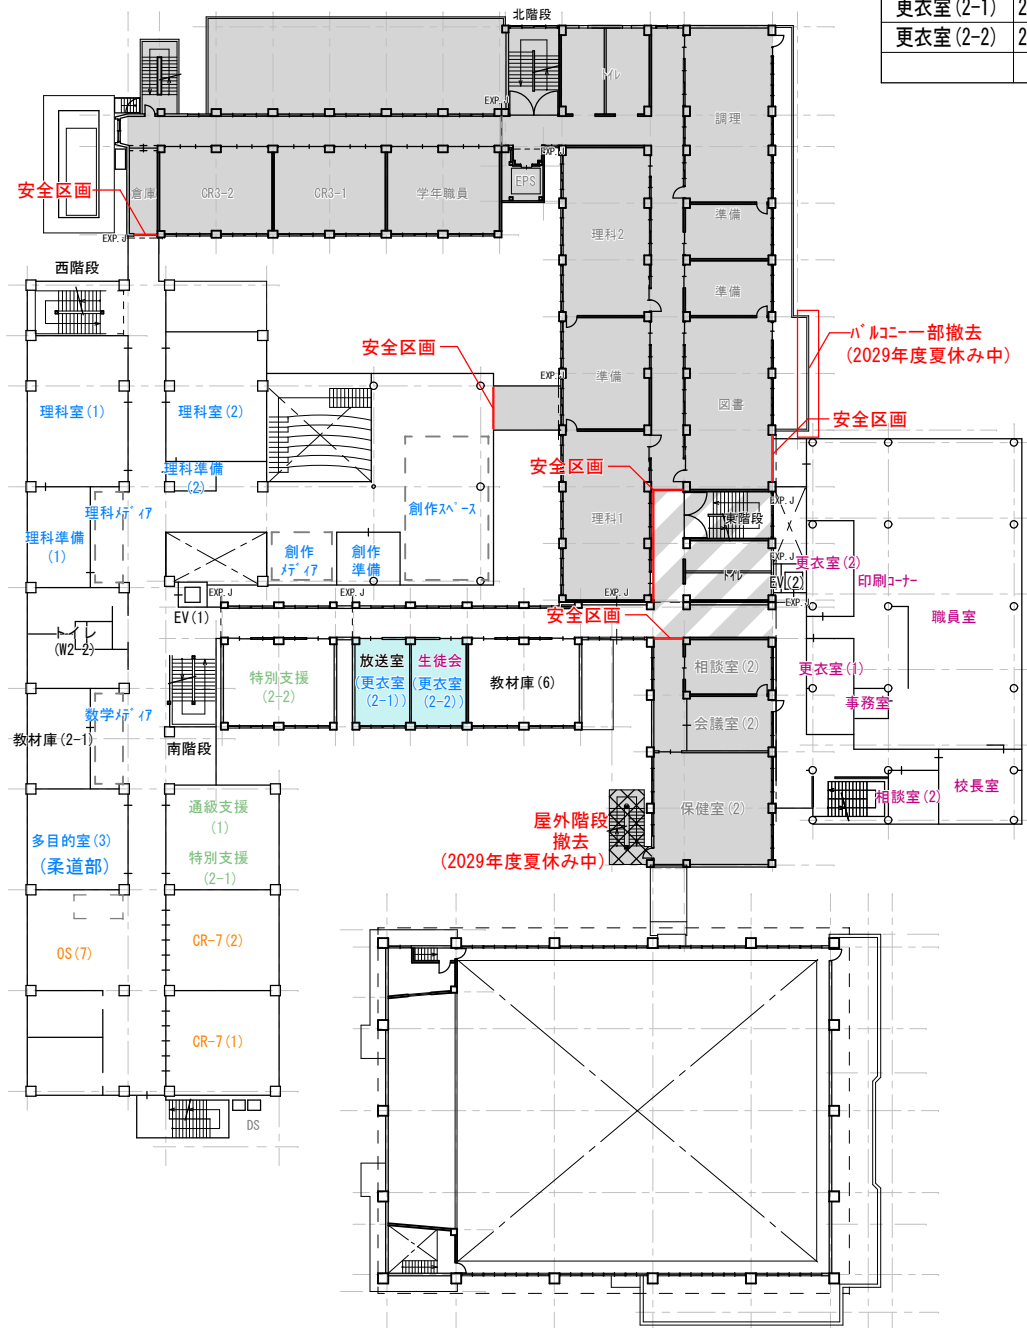 北階段
更衣室(2-1) 2
更衣室(2-2) 2
EXP.J
トイレ
調理
EXP.J
EPS
安全区画
倉庫
CR3-2
CR3-1
学年職員
準備
理科2
EXP.J
西階段
準備
バルコニー一部撤去
(2029年度夏休み中)
安全区画
EXP.J
準備
図書
理科室(1)
理科室(2)
安全区画
安全区画
理科準備
(2)
理科メディア
創作スペース
理科1
EXP.J
東階段
理科準備
(1)
創作
メディア
創作
準備
EXP.J
トイレ
EV(2)
更衣室(2)
印刷コーナー
EXP.J
EXP.J
EXP.J
EXP.J
EV(1)
安全区画
職員室
トイレ
(W2-2)
放送室
(更衣室
(2-1))
生徒会
(更衣室
(2-2))
特別支援
(2-2)
教材庫(6)
相談室(2)
更衣室(1)
事務室
数学メディア
教材庫(2-1)
南階段
会議室(2)
校長室
相談室(2)
通級支援
(1)
保健室(2)
屋外階段
撤去
(2029年度夏休み中)
多目的室(3)
(柔道部)
特別支援
(2-1)
OS(7)
CR-7(2)
CR-7(1)
DS